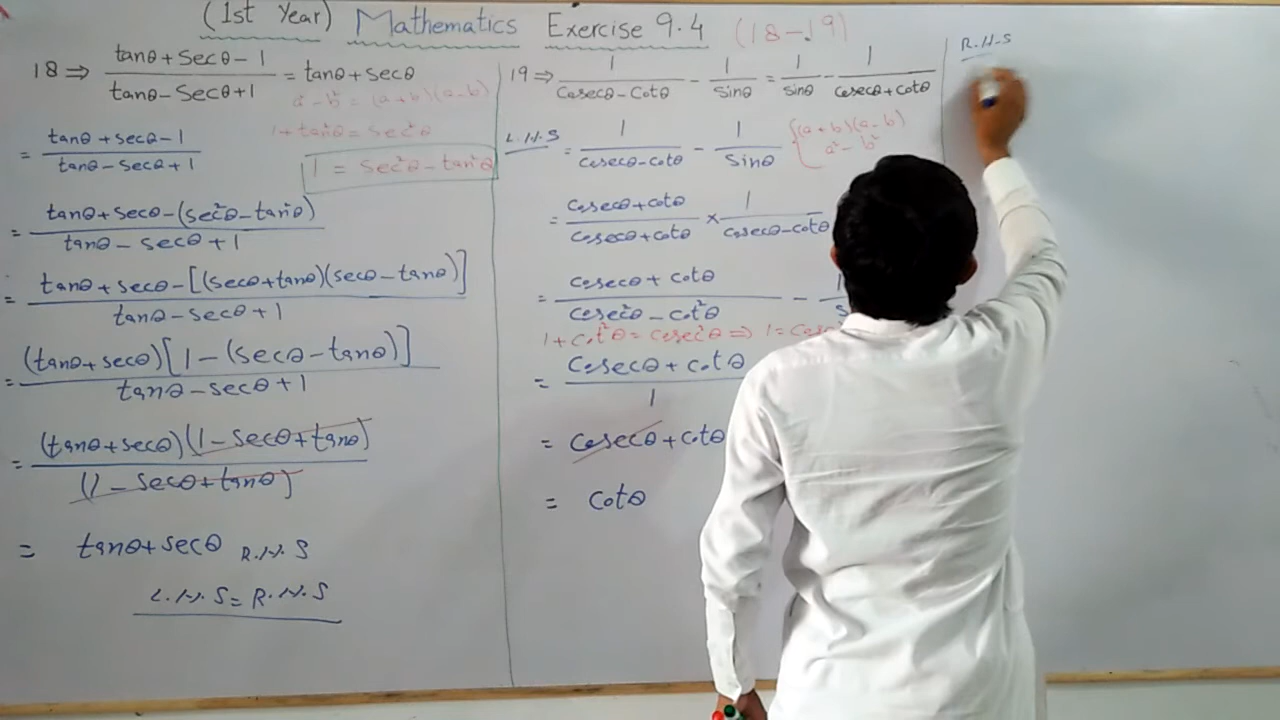 (1st Year) Mathematics Exercise 9.4 (18-19)
18 ⇒ (tanθ + secθ - 1)/(tanθ - secθ + 1) = tanθ + secθ
a² - b² = (a+b)(a-b)
1 + tan²θ = sec²θ
1 = sec²θ - tan²θ
= (tanθ + secθ - 1)/(tanθ - secθ + 1)
= (tanθ + secθ - (sec²θ - tan²θ))/(tanθ - secθ + 1)
= (tanθ + secθ - [(secθ + tanθ)(secθ - tanθ)])/(tanθ - secθ + 1)
= (tanθ + secθ)[1 - (secθ - tanθ)]/(tanθ - secθ + 1)
= (tanθ + secθ)(1 - secθ + tanθ)/(1 - secθ + tanθ)
= tanθ + secθ R.H.S
L.H.S = R.H.S
19 ⇒ 1/(cosecθ - cotθ) - 1/sinθ = 1/sinθ - 1/(cosecθ + cotθ)
L.H.S = 1/(cosecθ - cotθ) - 1/sinθ
{(a+b)(a-b)
a² - b²
= (cosecθ + cotθ)/(cosecθ + cotθ) × 1/(cosecθ - cotθ) -
= (cosecθ + cotθ)/(cosec²θ - cot²θ) -
1 + cot²θ = cosec²θ ⇒ 1 =
= (cosecθ + cotθ)/1
= cosecθ + cotθ
= cotθ
R.H.S
=